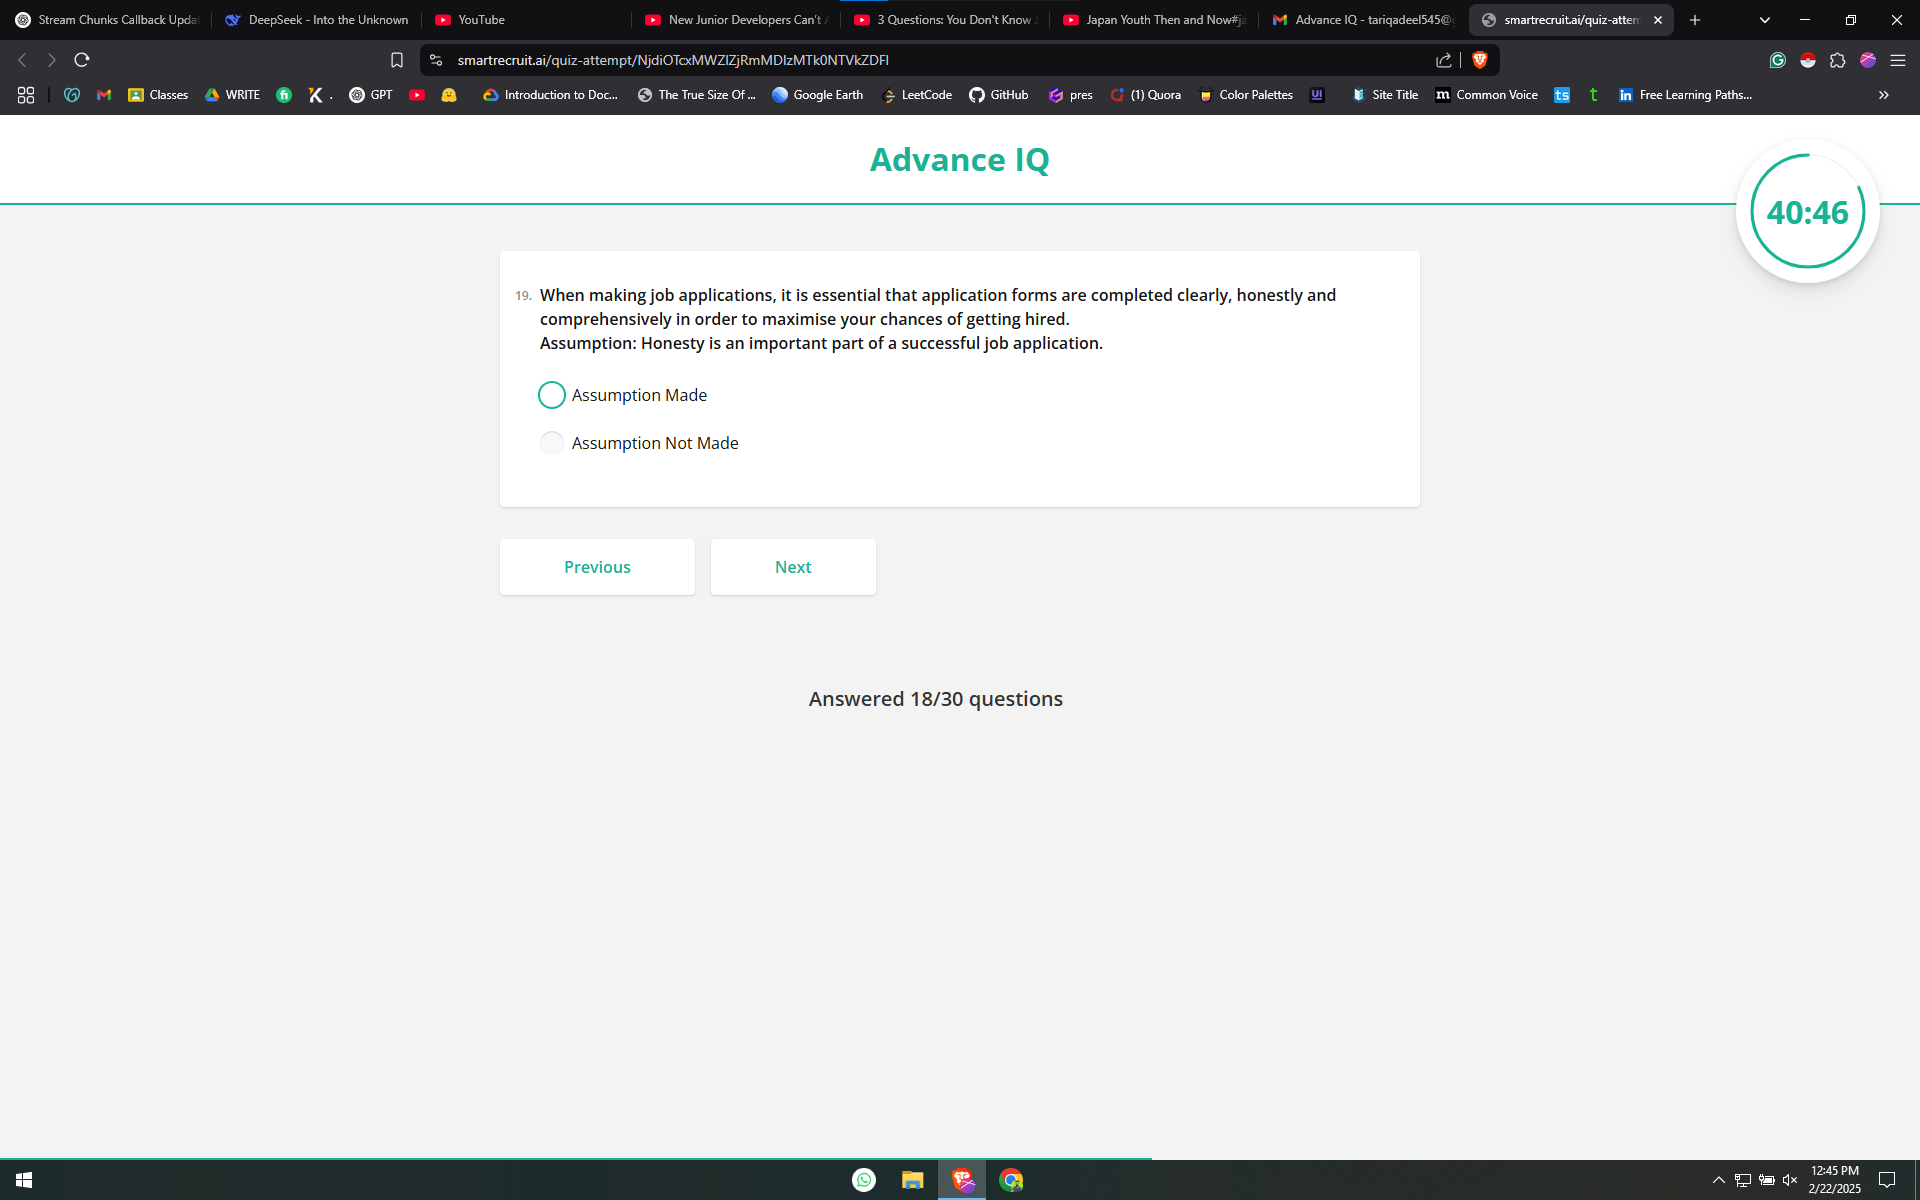 Stream Chunks Callback Upda
DeepSeek - Into the Unknown
YouTube
New Junior Developers Can't
3 Questions: You Don't Know
Japan Youth Then and Now#ja
Advance IQ - tariqadeel545@
smartrecruit.ai/quiz-attem
smartrecruit.ai/quiz-attempt/
Classes
WRITE
K .
GPT
Introduction to Doc...
The True Size Of ...
Google Earth
LeetCode
GitHub
pres
(1) Quora
Color Palettes
UI
Site Title
m
Common Voice
ts
t
in
Free Learning Paths...
»
Advance IQ
40:46
19. When making job applications, it is essential that application forms are completed clearly, honestly and
comprehensively in order to maximise your chances of getting hired.
Assumption: Honesty is an important part of a successful job application.
Assumption Made
Assumption Not Made
Previous
Next
Answered 18/30 questions
12:45 PM
2/22/2025